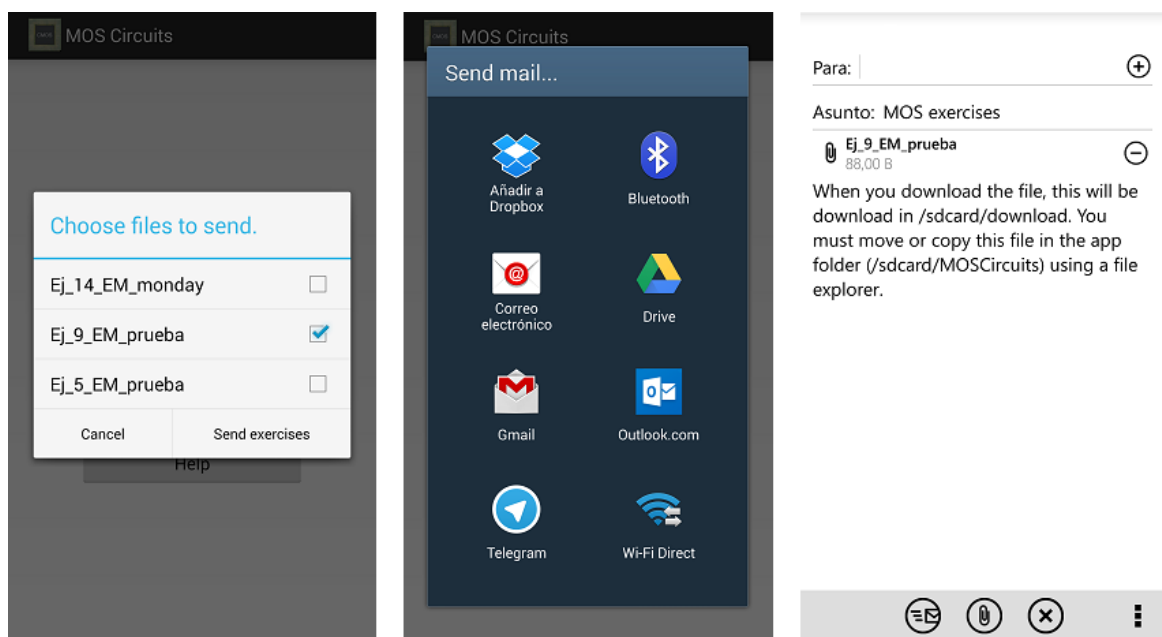 MOS Circuits
Choose files to send.
Ej_14_EM_monday
Ej_9_EM_prueba
Ej_5_EM_prueba
Cancel Send exercises
Help
MOS Circuits
Send mail...
Añadir a
Dropbox
Bluetooth
Correo
electrónico
Drive
Gmail
Outlook.com
Telegram
Wi-Fi Direct
Para:
Asunto: MOS exercises
Ej_9_EM_prueba
88,00 B
When you download the file, this will be
download in /sdcard/download. You
must move or copy this file in the app
folder (/sdcard/MOSCircuits) using a file
explorer.